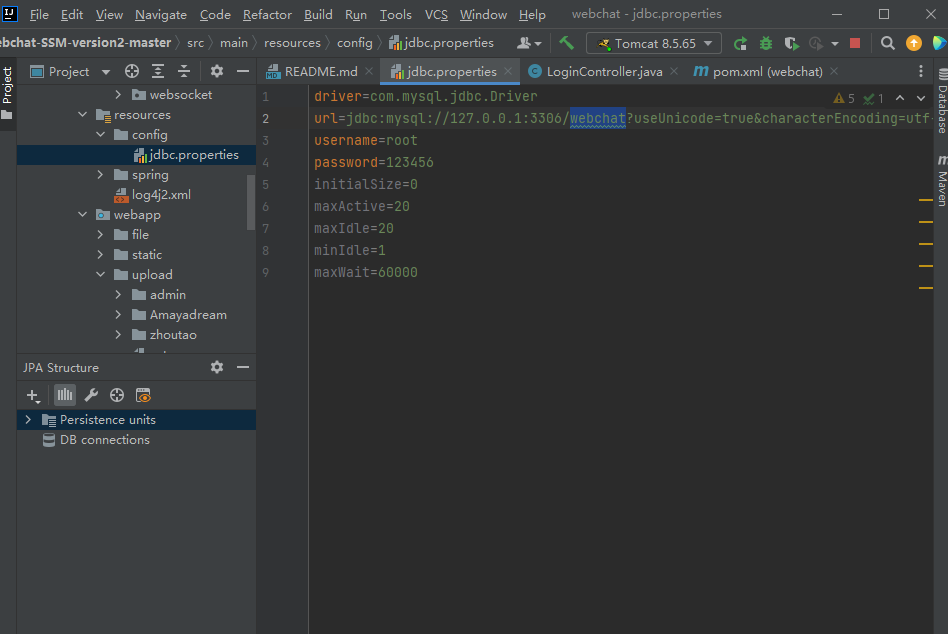 File Edit View Navigate Code Refactor Build Run Tools VCS Window Help webchat - jdbc.properties
ebchat-SSM-version2-master src main resources config jdbc.properties Tomcat 8.5.65
Project
Project
README.md jdbc.properties LoginController.java pom.xml (webchat)
websocket
resources
config
jdbc.properties
spring
log4j2.xml
webapp
file
static
upload
admin
Amayadream
zhoutao
JPA Structure
Persistence units
DB connections
1 driver=com.mysql.jdbc.Driver
2 url=jdbc:mysql://127.0.0.1:3306/webchat?useUnicode=true&characterEncoding=utf-
3 username=root
4 password=123456
5 initialSize=0
6 maxActive=20
7 maxIdle=20
8 minIdle=1
9 maxWait=60000
5 1
Database
Maven